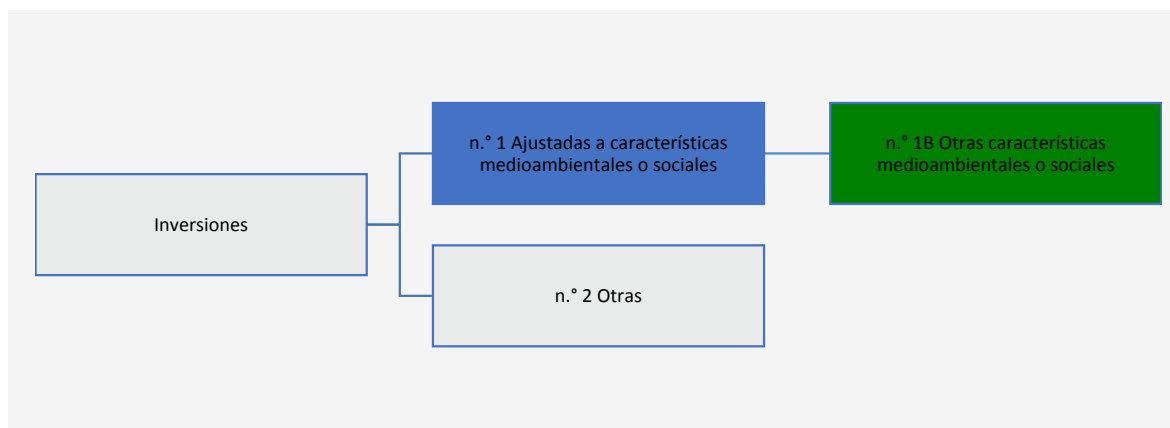 n.° 1 Ajustadas a características
medioambientales o sociales
n.° 1B Otras características
medioambientales o sociales
Inversiones
n.° 2 Otras